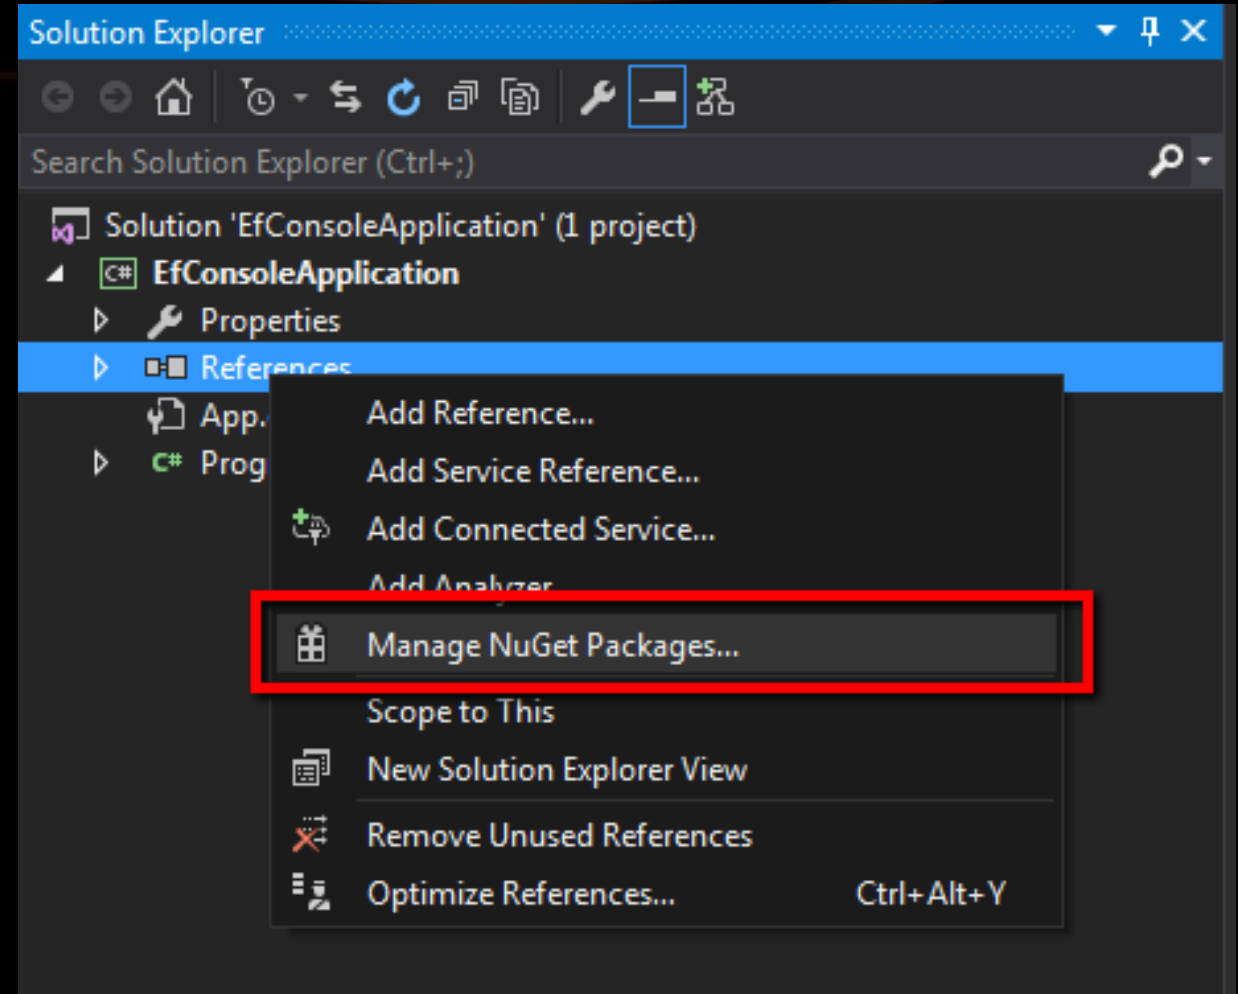 Solution Explorer
Search Solution Explorer (Ctrl+;)
Solution 'EfConsoleApplication' (1 project)
C# EfConsoleApplication
Properties
References
Add Reference...
App.
Add Service Reference...
C# Prog
Add Connected Service...
Add Analyzer
Manage NuGet Packages...
Scope to This
New Solution Explorer View
Remove Unused References
Optimize References... Ctrl+Alt+Y